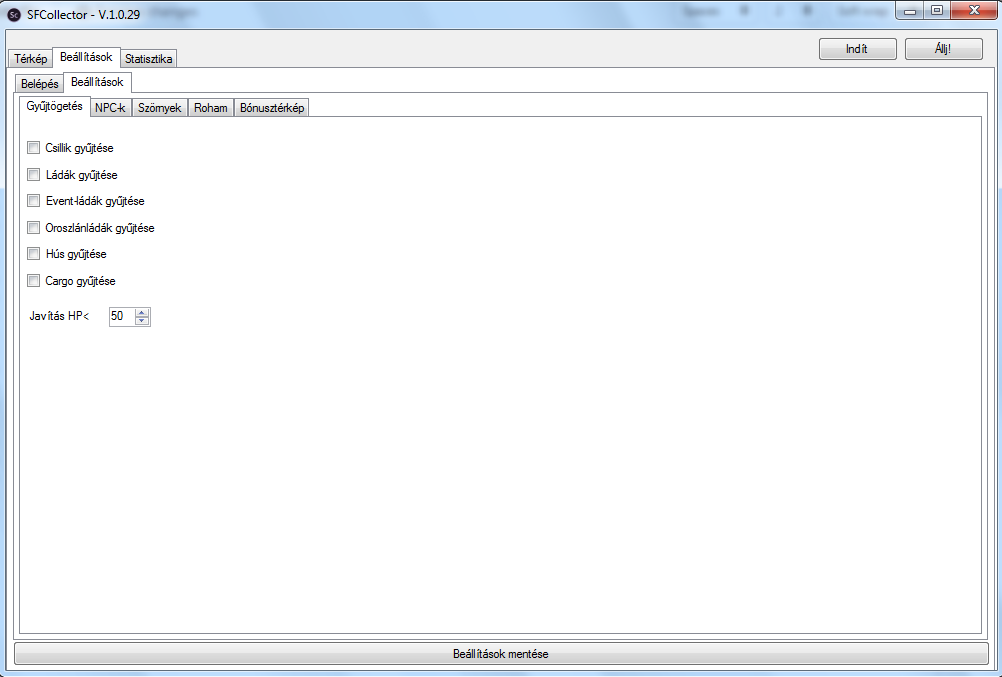 SFCollector - V.1.0.29
Indít Állj!
Térkép Beállítások Statisztika
Belépés Beállítások
Gyűjtögetés NPC-k Szörnyek Roham Bónusztérkép
Csillik gyűjtése
Ládák gyűjtése
Event-ládák gyűjtése
Oroszlánládák gyűjtése
Hús gyűjtése
Cargo gyűjtése
Javítás HP< 50
Beállítások mentése